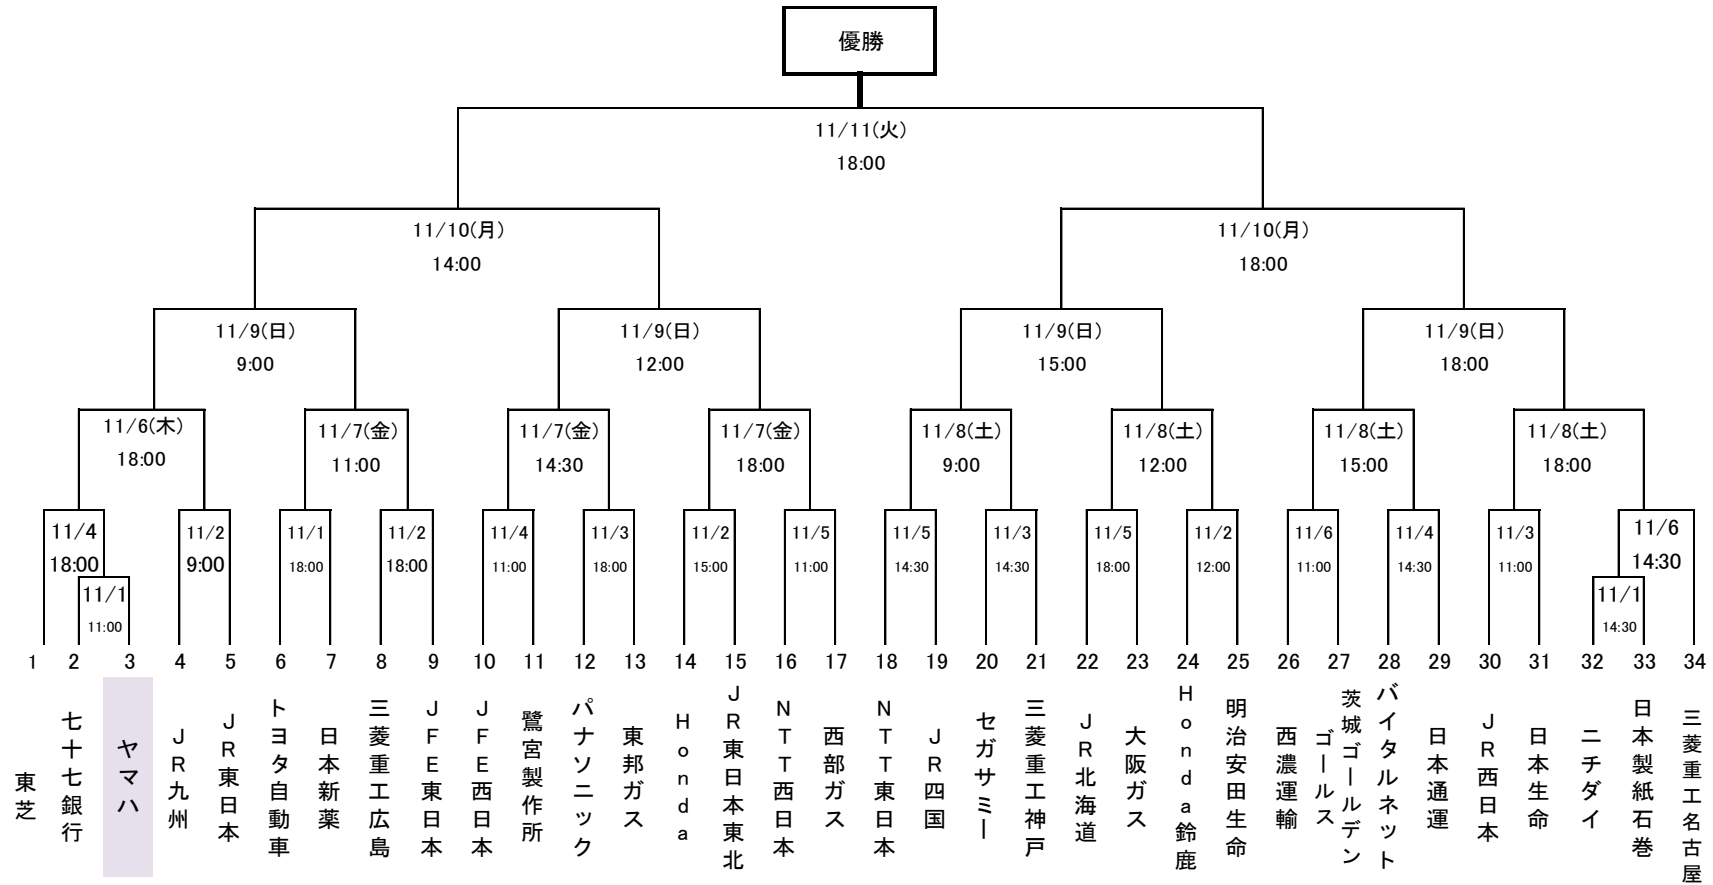 優勝
11/11(火)
18:00
11/10(月)
14:00
11/10(月)
18:00
11/9(日)
9:00
11/9(日)
12:00
11/9(日)
15:00
11/9(日)
18:00
11/6(木)
18:00
11/7(金)
11:00
11/7(金)
14:30
11/7(金)
18:00
11/8(土)
9:00
11/8(土)
12:00
11/8(土)
15:00
11/8(土)
18:00
11/4
18:00
11/2
9:00
11/1
18:00
11/2
18:00
11/4
11:00
11/3
18:00
11/2
15:00
11/5
11:00
11/5
14:30
11/3
14:30
11/5
18:00
11/2
12:00
11/6
11:00
11/4
14:30
11/3
11:00
11/6
14:30
11/1
11:00
11/1
14:30
1
2
3
4
5
6
7
8
9
10
11
12
13
14
15
16
17
18
19
20
21
22
23
24
25
26
27
28
29
30
31
32
33
34
東芝
七十七銀行
ヤマハ
JR九州
JR東日本
トヨタ自動車
日本新薬
三菱重工広島
JFE東日本
JFE西日本
鷺宮製作所
パナソニック
東邦ガス
Honda
JR東日本東北
NTT西日本
西部ガス
NTT東日本
JR四国
セガサミー
三菱重工神戸
JR北海道
大阪ガス
Honda鈴鹿
明治安田生命
西濃運輸
茨城ゴールデン
ゴールス
バイタルネット
日本通運
JR西日本
日本生命
ニチダイ
日本製紙石巻
三菱重工名古屋